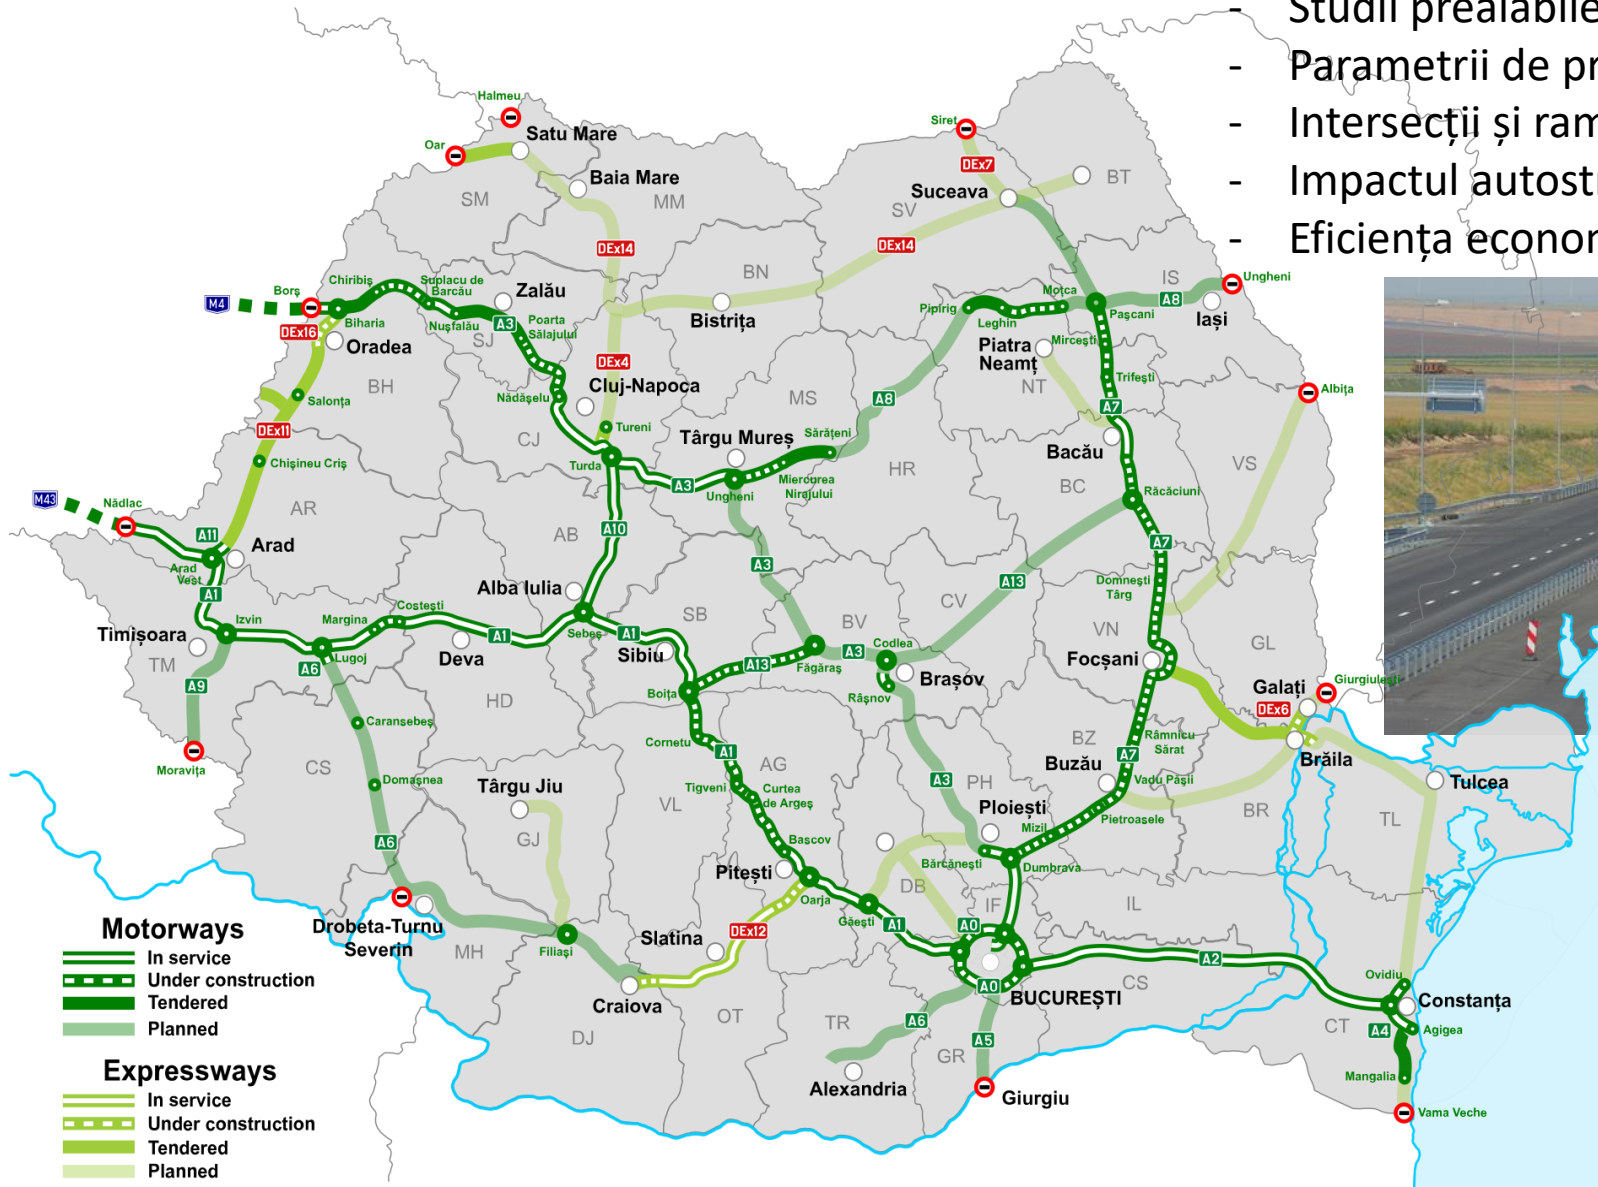 - Studii prealabile
- Parametrii de pr
- Intersecții și ram
- Impactul autostr
- Eficiența econor
Halmeu
Satu Mare
Oar
Baia Mare
SM
MM
DEx14
Siret
DEx7
Suceava
SV
BT
DEx14
BN
Bistrița
IS
Ungheni
A8
Iași
M4
Borș
Chiribiș
Suplacu de
Barcău
Zalău
Biharia
Nușfalău
A3
Poarta
Sălajului
SJ
DEx16
Oradea
BH
DEx4
Cluj-Napoca
Nădășelu
Salonta
DEx11
CJ
Tureni
Turda
Chișineu Criș
Pipirig
Leghin
Moțca
Pașcani
Mircești
Piatra
Neamț
NT
Trifești
A7
Albița
MS
A8
Târgu Mureș
Sărățeni
A3
Ungheni
Miercurea
Nirajului
HR
Bacău
BC
VS
Răcăciuni
M43
Nădlac
A11
AR
Arad
Arad
Vest
A1
A10
AB
A3
A7
A13
Domnești
Târg
Alba Iulia
Izvin
Margina
Costești
Timișoara
TM
Lugoj
A6
A1
Deva
HD
Sebeș
A1
Sibiu
SB
BV
CV
VN
GL
A13
Făgăraș
A3
Codlea
Brașov
Râșnov
Focșani
Galați
Giurgiulești
DEx6
A9
Moravița
Caransebeș
CS
Domașnea
A6
Boița
Cornetu
A1
AG
Tigveni
Curtea
de Argeș
VL
Târgu Jiu
GJ
Bascov
Pitești
Oarja
A3
PH
Ploiești
BZ
Buzău
Râmnicu
Sărat
A7
Vadu Pășii
Pietroasele
Mizil
Bărcănești
Dumbrava
Brăila
BR
Tulcea
TL
DB
Găești
A1
A0
IF
IL
Drobeta-Turnu
Severin
MH
Filiași
Slatina
DEx12
Craiova
OT
DJ
A0
BUCUREȘTI
A2
CS
Ovidiu
Constanța
CT
A4
Agigea
Mangalia
Vama Veche
TR
A6
Alexandria
A5
GR
Giurgiu
Motorways
In service
Under construction
Tendered
Planned
Expressways
In service
Under construction
Tendered
Planned